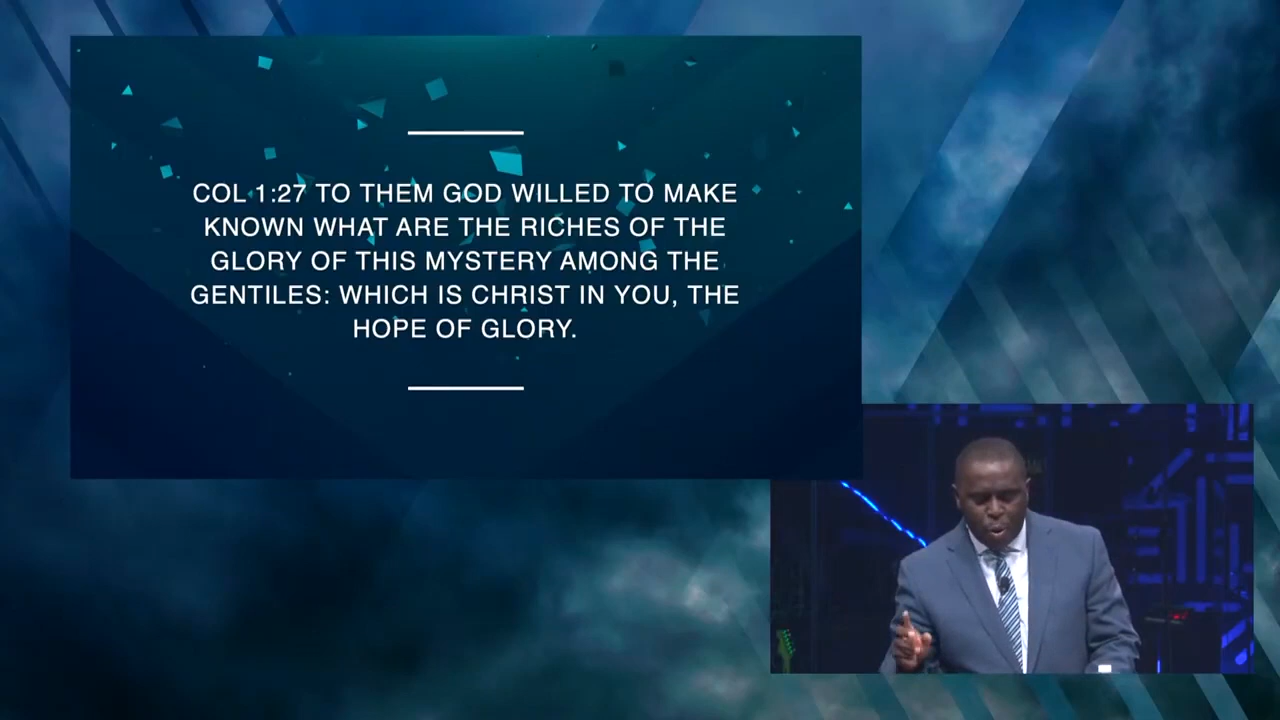 COL 1:27 TO THEM GOD WILLED TO MAKE
KNOWN WHAT ARE THE RICHES OF THE
GLORY OF THIS MYSTERY AMONG THE
GENTILES: WHICH IS CHRIST IN YOU, THE
HOPE OF GLORY.